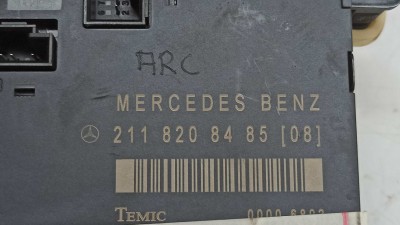 ARC
MERCEDES BENZ
211 820 84 85 [08]
TEMIC